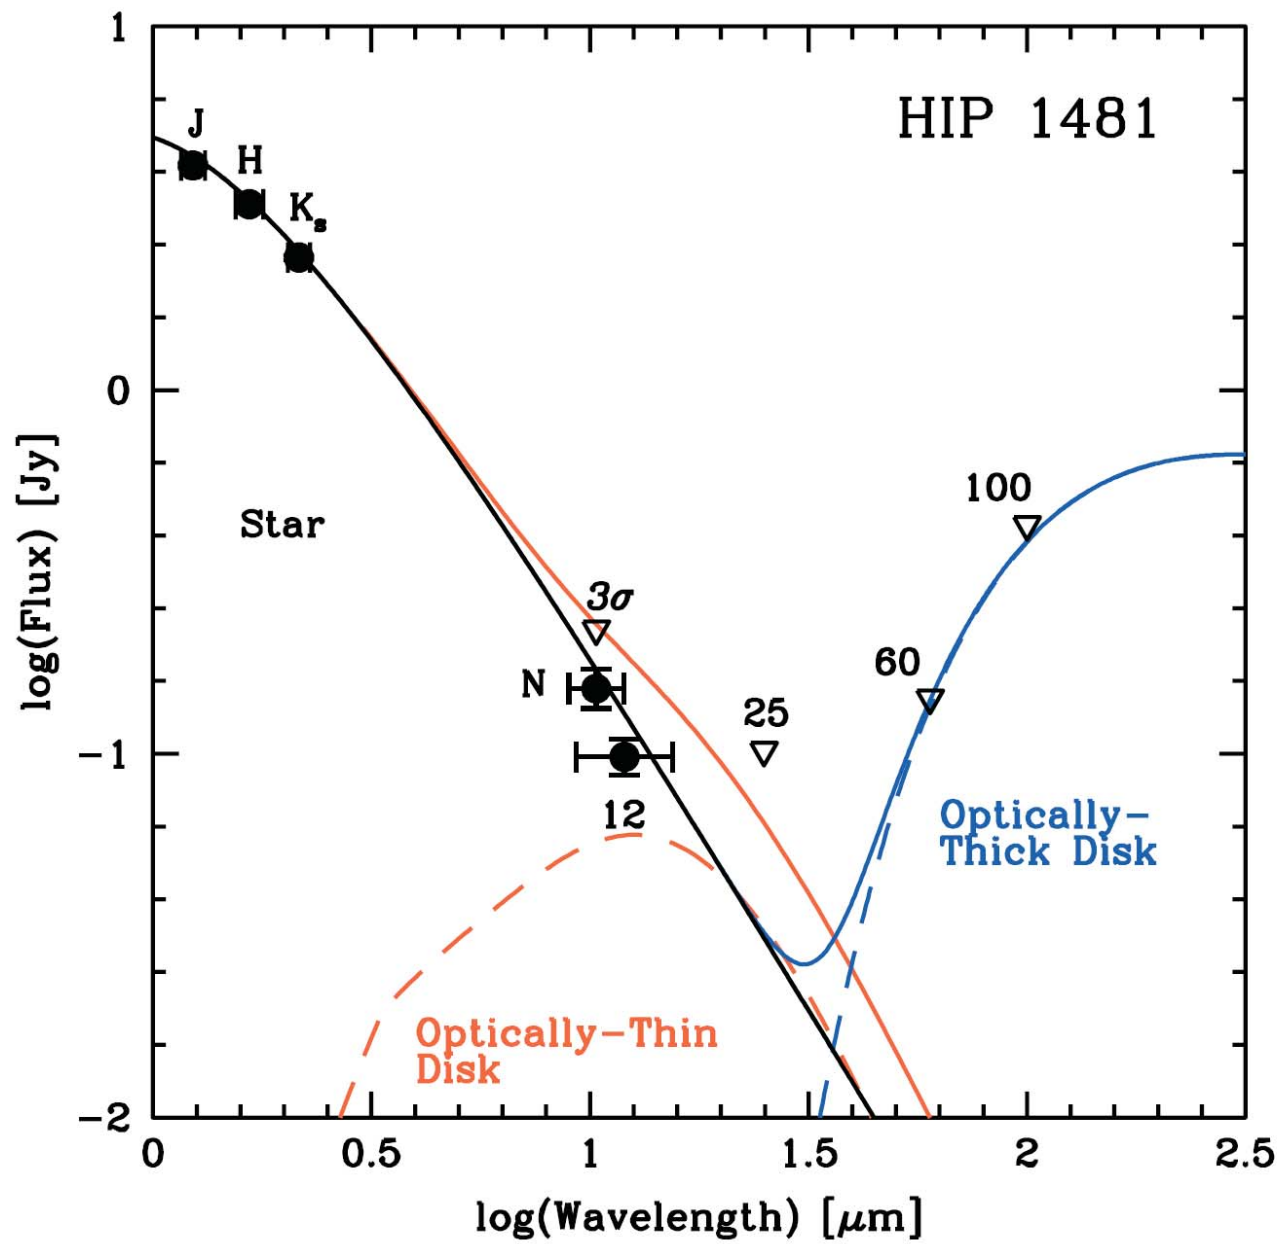 HIP 1481
J
H
Ks
Star
3σ
N
12
25
60
100
Optically-
Thick Disk
Optically-Thin
Disk
1
0
-1
-2
0 0.5 1 1.5 2 2.5
log(Flux) [Jy]
log(Wavelength) [μm]